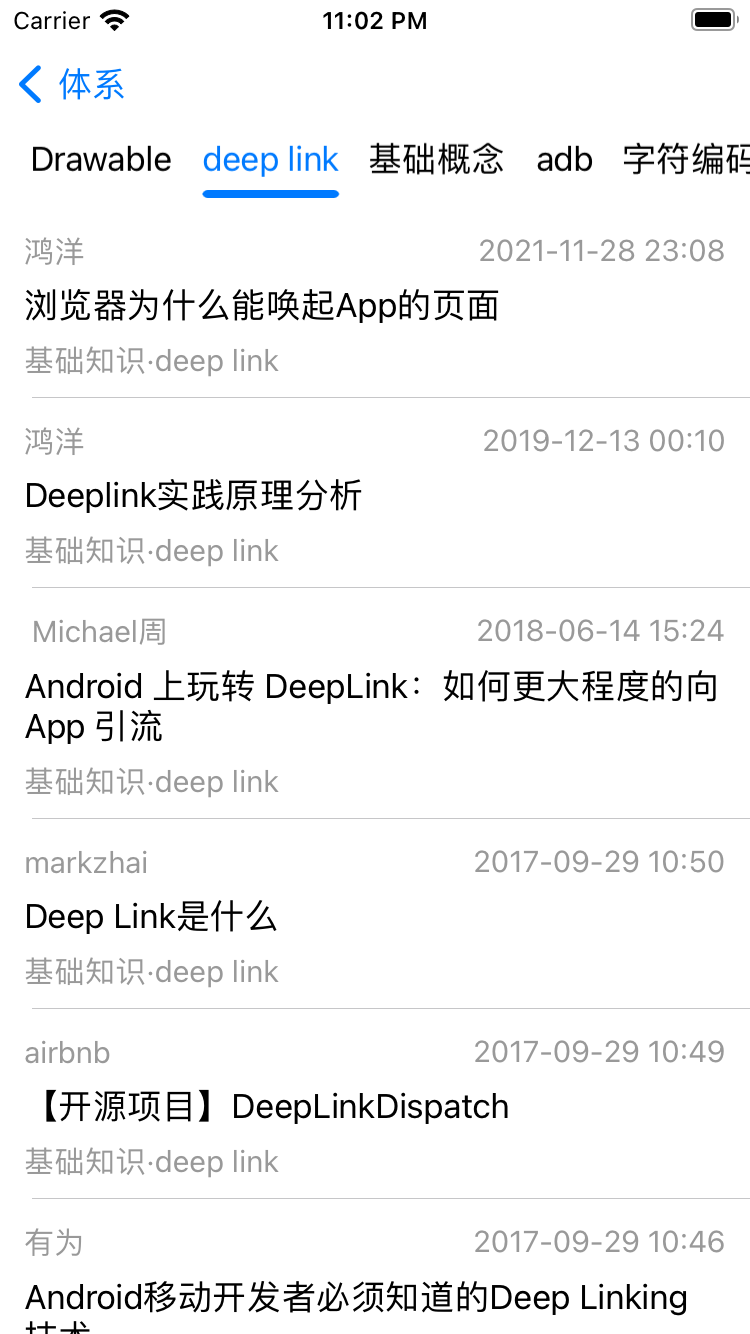 Carrier 11:02 PM
体系
Drawable deep link 基础概念 adb 字符编码
鸿洋 2021-11-28 23:08
浏览器为什么能唤起App的页面
基础知识·deep link
鸿洋 2019-12-13 00:10
Deeplink实践原理分析
基础知识·deep link
Michael周 2018-06-14 15:24
Android 上玩转 DeepLink：如何更大程度的向
App 引流
基础知识·deep link
markzhai 2017-09-29 10:50
Deep Link是什么
基础知识·deep link
airbnb 2017-09-29 10:49
【开源项目】DeepLinkDispatch
基础知识·deep link
有为 2017-09-29 10:46
Android移动开发者必须知道的Deep Linking
技术